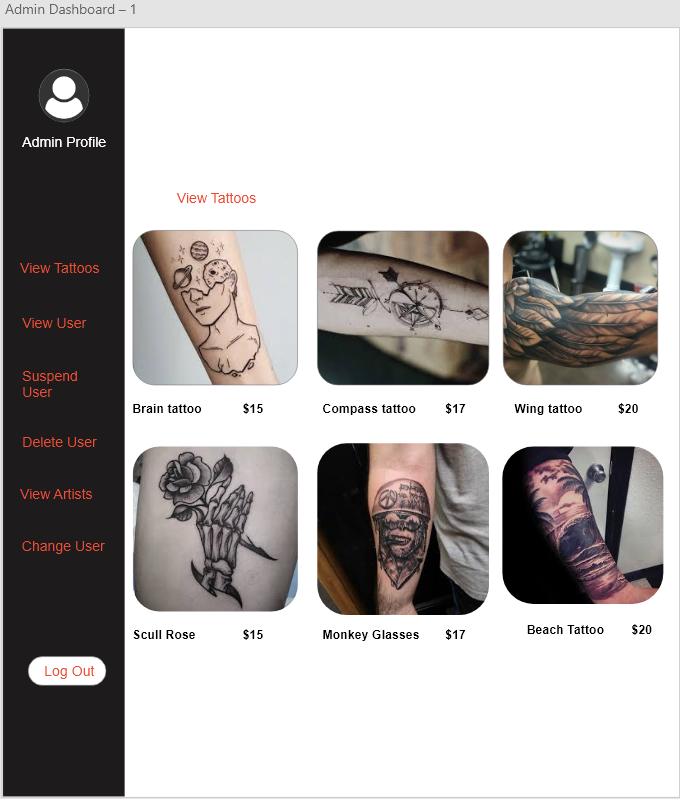 Admin Dashboard – 1
Admin Profile
View Tattoos
View User
Suspend
User
Delete User
View Artists
Change User
Log Out
View Tattoos
Brain tattoo $15
Compass tattoo $17
Wing tattoo $20
Scull Rose $15
Monkey Glasses $17
Beach Tattoo $20